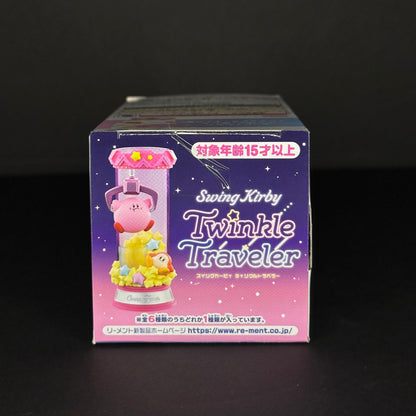 対象年齢15才以上
Swing Kirby
Twinkle
Traveler
スイングカービィ トゥインクルトラベラー
※全6種類のうちどれか1種類が入っています。
リーメント新製品ホームページ https://www.re-ment.co.jp/